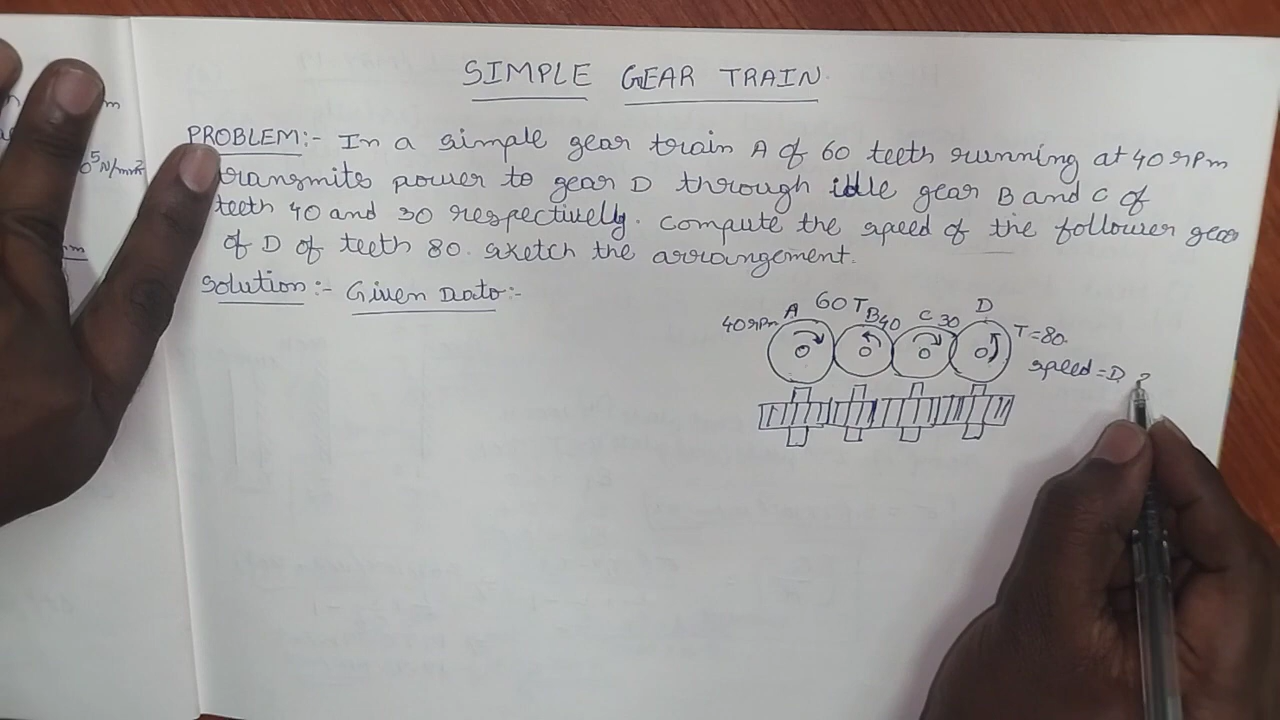 SIMPLE GEAR TRAIN
PROBLEM:- In a simple gear train A of 60 teeth running at 40 rpm
transmits power to gear D through idle gear B and C of
teeth 40 and 30 respectively. compute the speed of the follower gear
of D of teeth 80. sketch the arrangement.
Solution:- Given Data:-
40 rpm A 60 T B 40 C 30 D
T=80.
speed = D ?
m
5 N/mm²
m